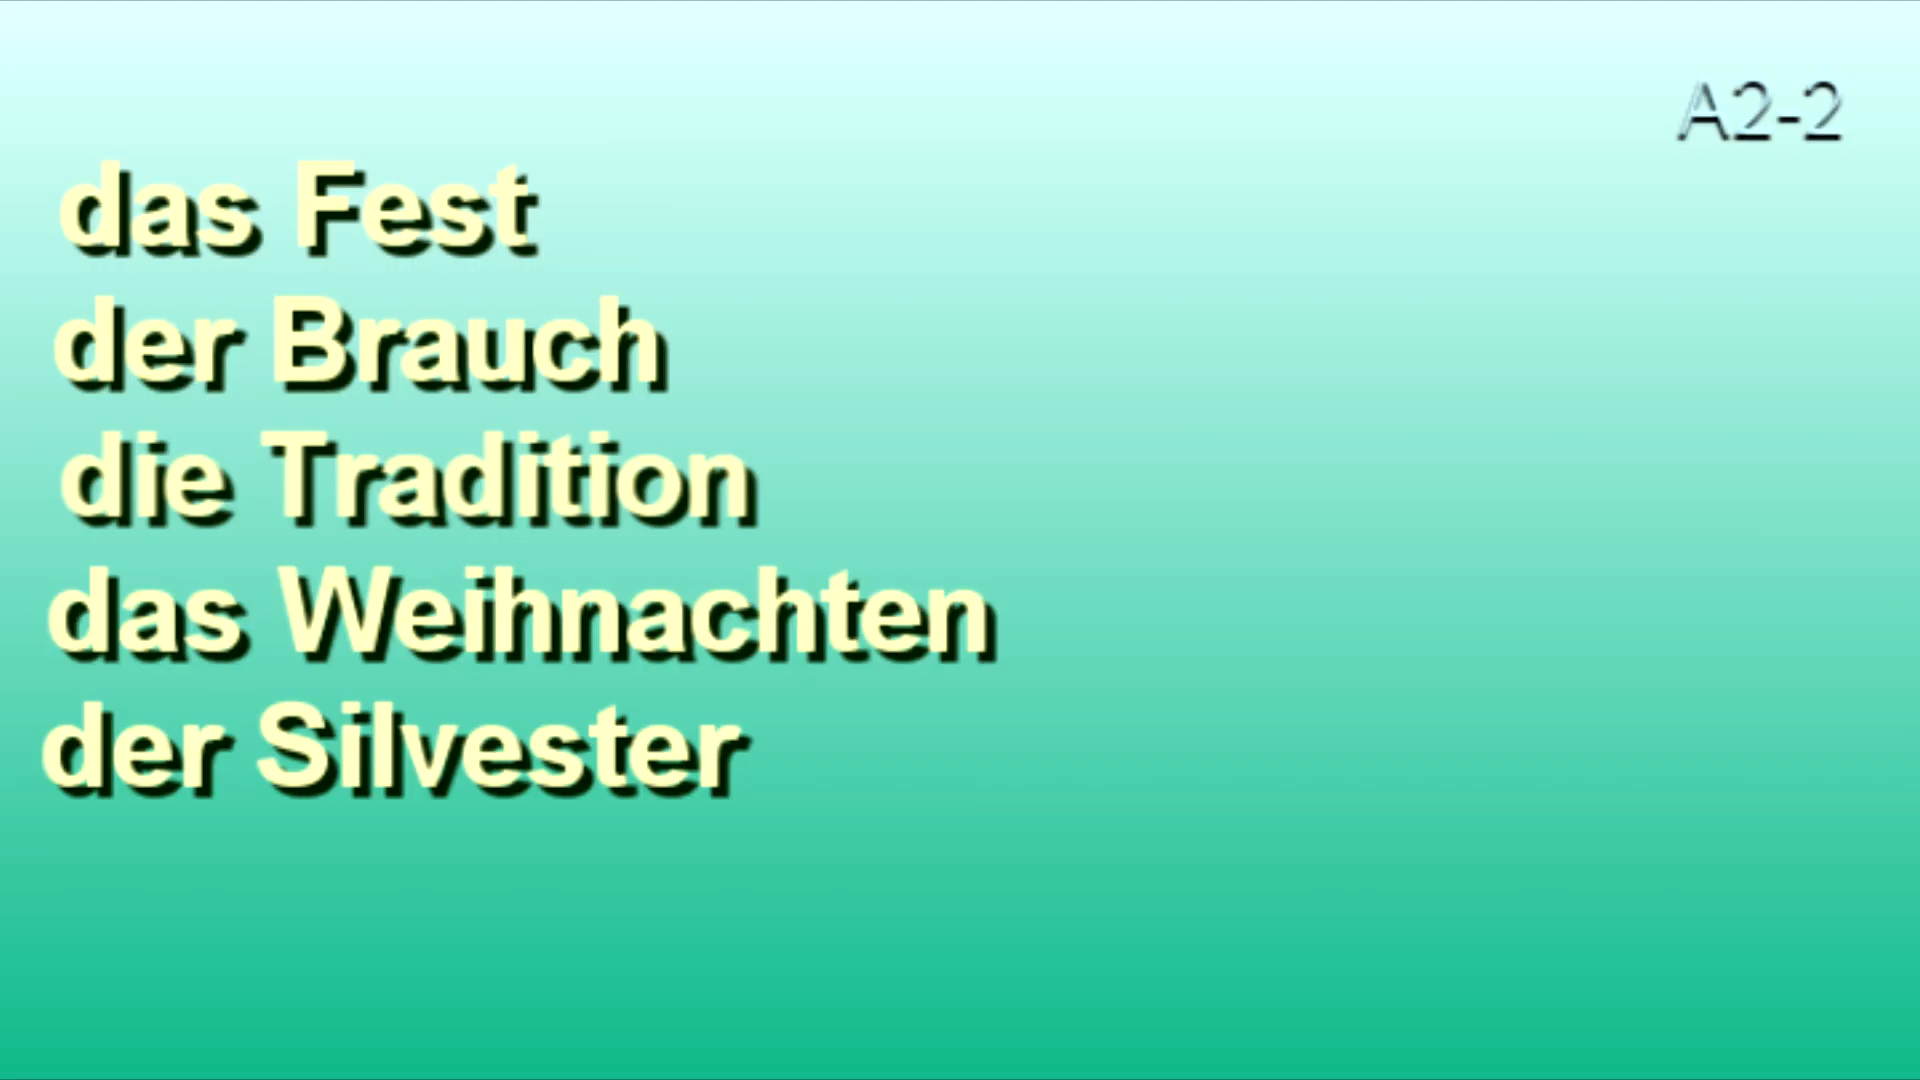 A2-2
das Fest
der Brauch
die Tradition
das Weihnachten
der Silvester